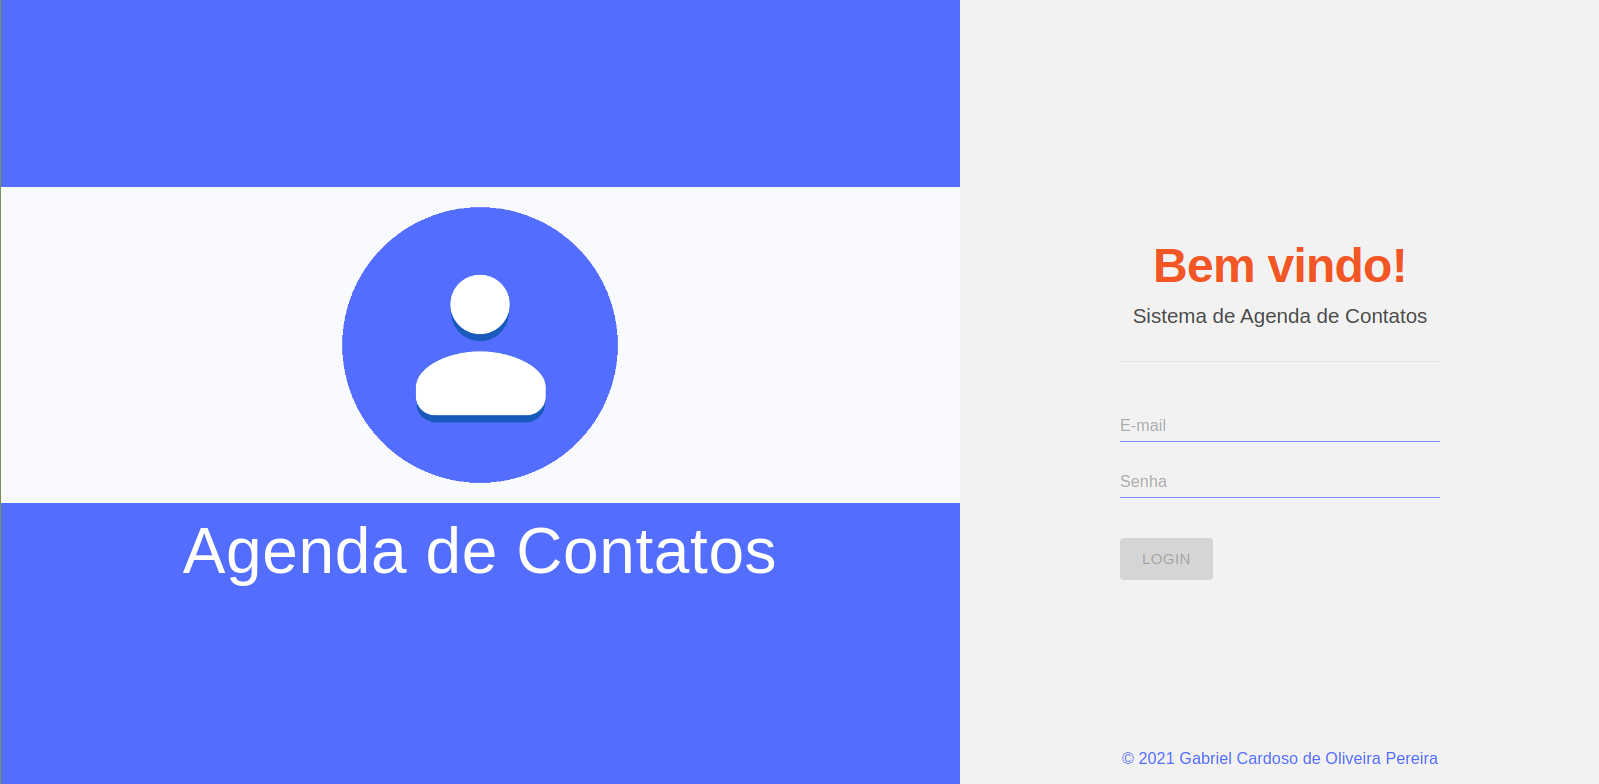 Agenda de Contatos
Bem vindo!
Sistema de Agenda de Contatos
E-mail
Senha
LOGIN
© 2021 Gabriel Cardoso de Oliveira Pereira